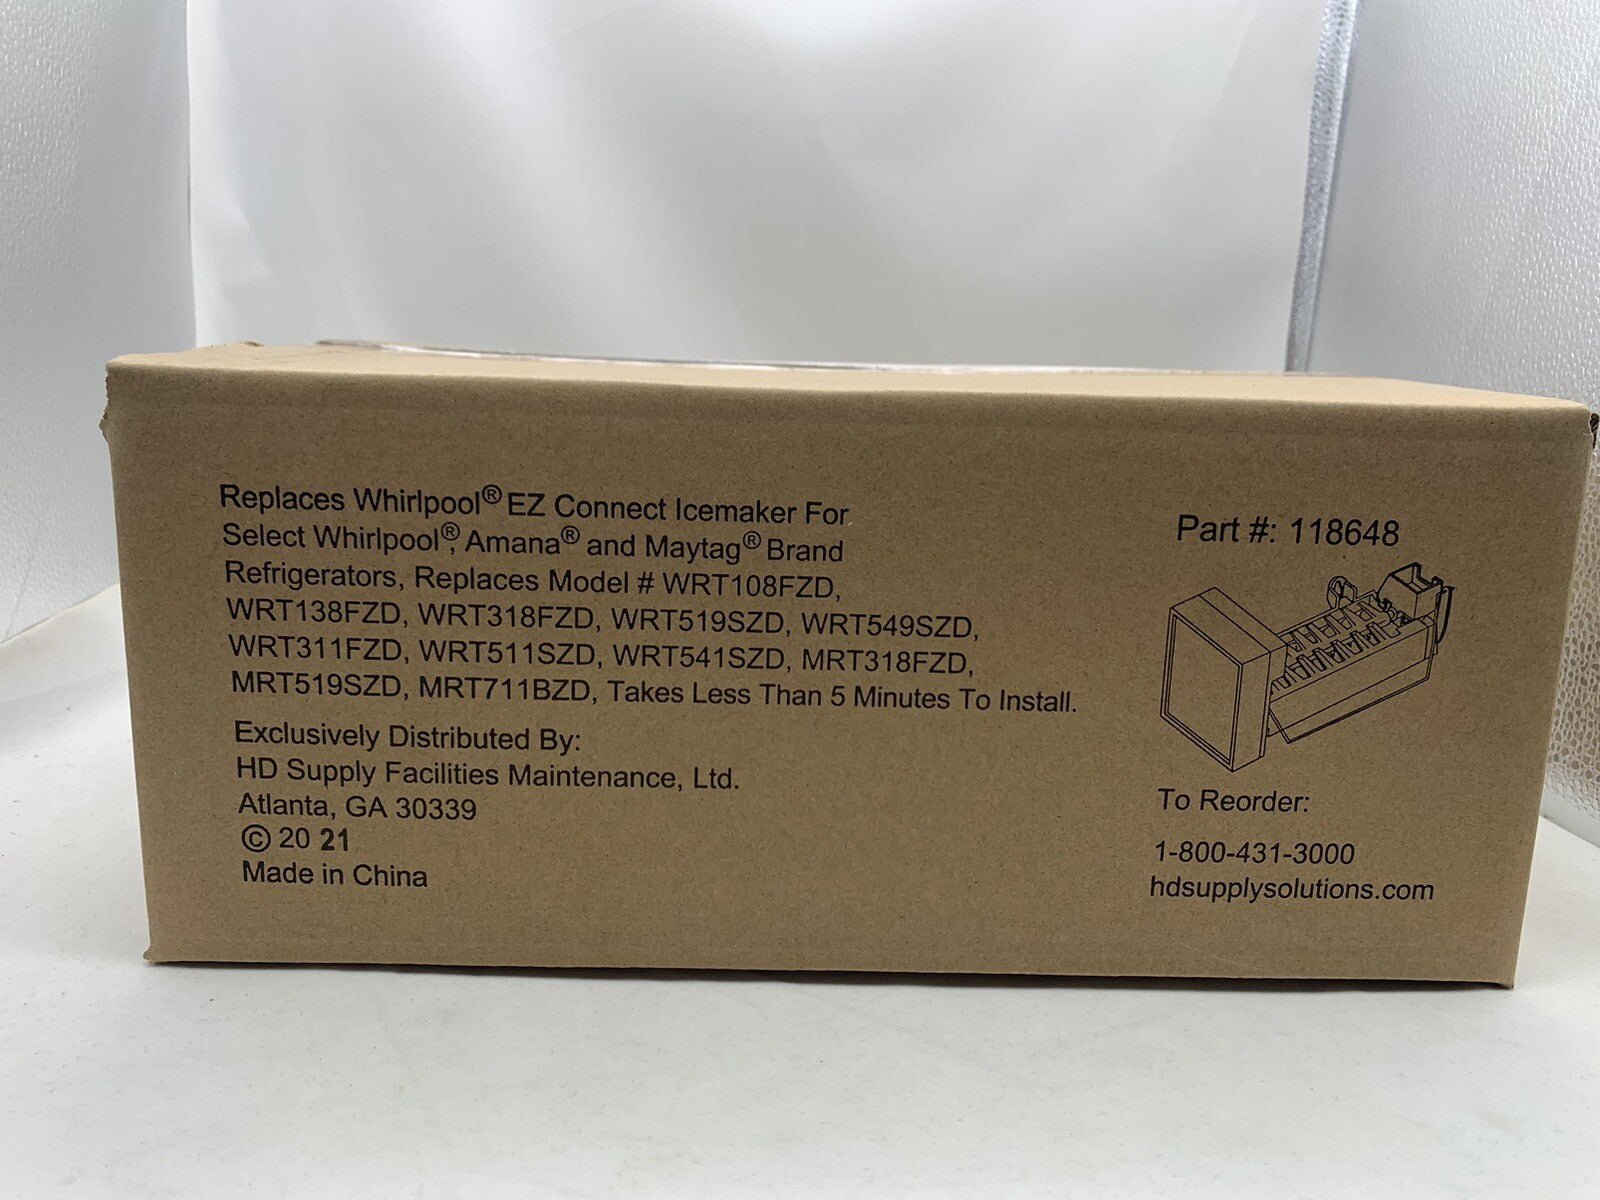 Replaces Whirlpool® EZ Connect Icemaker For
Select Whirlpool®, Amana® and Maytag® Brand
Refrigerators, Replaces Model # WRT108FZD,
WRT138FZD, WRT318FZD, WRT519SZD, WRT549SZD,
WRT311FZD, WRT511SZD, WRT541SZD, MRT318FZD,
MRT519SZD, MRT711BZD, Takes Less Than 5 Minutes To Install.
Exclusively Distributed By:
HD Supply Facilities Maintenance, Ltd.
Atlanta, GA 30339
© 20 21
Made in China
Part #: 118648
To Reorder:
1-800-431-3000
hdsupplysolutions.com